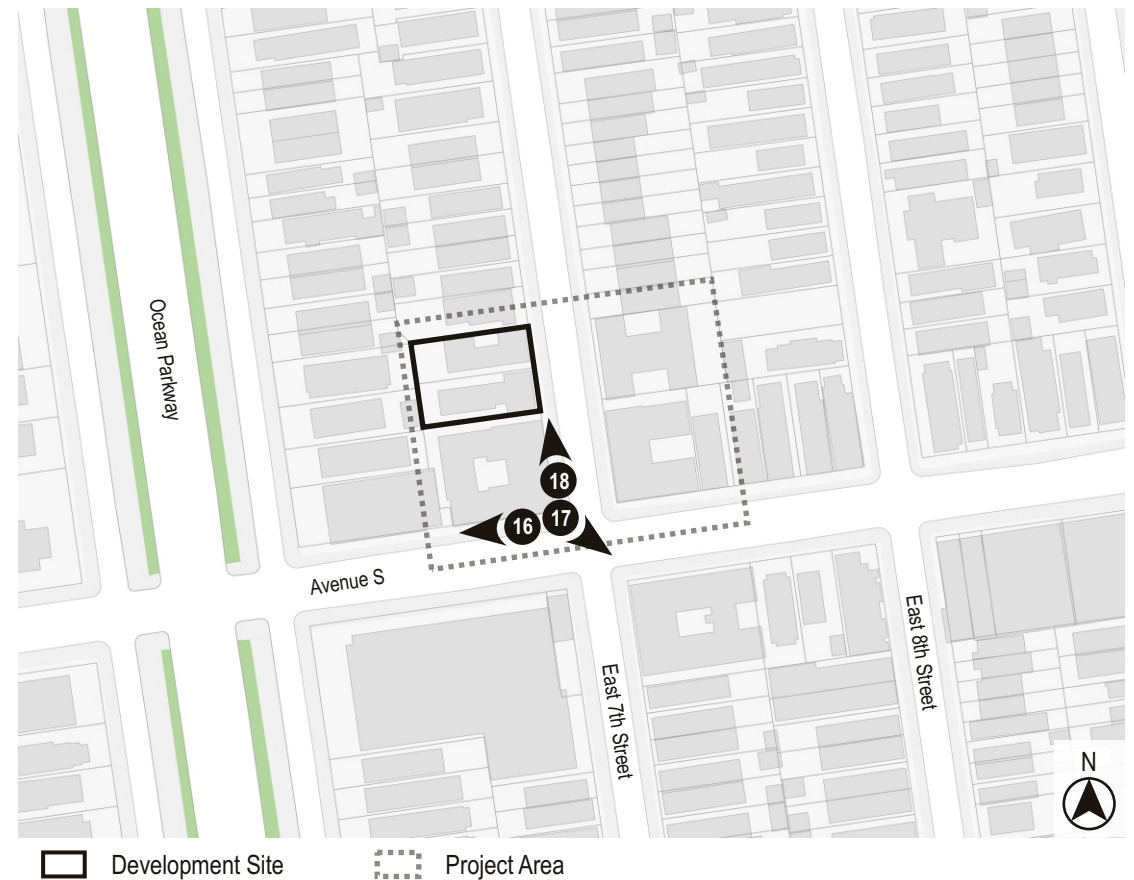 Ocean Parkway
18
16
17
Avenue S
East 8th Street
East 7th Street
N
Development Site
Project Area